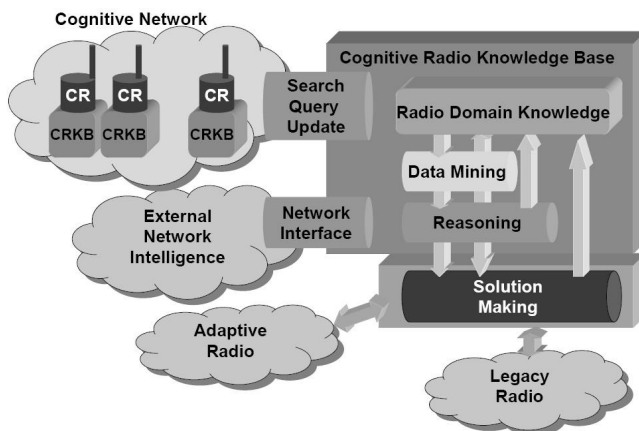 Cognitive Network
CR
CR
CR
CRKB
CRKB
CRKB
Search
Query
Update
Cognitive Radio Knowledge Base
Radio Domain Knowledge
Data Mining
Reasoning
External
Network
Intelligence
Network
Interface
Solution
Making
Adaptive
Radio
Legacy
Radio